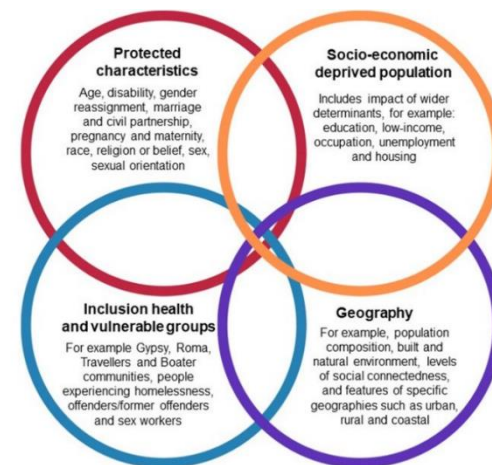 Protected
characteristics
Age, disability, gender
reassignment, marriage
and civil partnership,
pregnancy and maternity,
race, religion or belief, sex,
sexual orientation
Socio-economic
deprived population
Includes impact of wider
determinants, for example:
education, low-income,
occupation, unemployment
and housing
Inclusion health
and vulnerable groups
For example Gypsy, Roma,
Travellers and Boater
communities, people
experiencing homelessness,
offenders/former offenders
and sex workers
Geography
For example, population
composition, built and
natural environment, levels
of social connectedness,
and features of specific
geographies such as urban,
rural and coastal